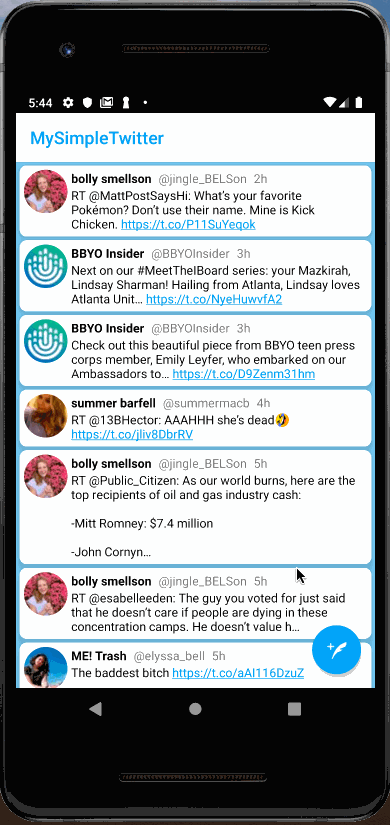 5:44
MySimpleTwitter
bolly smellson @jingle_BELSon 2h
RT @MattPostSaysHi: What's your favorite
Pokémon? Don't use their name. Mine is Kick
Chicken. https://t.co/P11SuYeqok
BBYO Insider @BBYOInsider 3h
Next on our #MeetTheIBoard series: your Mazkirah,
Lindsay Sharman! Hailing from Atlanta, Lindsay loves
Atlanta Unit... https://t.co/NyeHuwvfA2
BBYO Insider @BBYOInsider 3h
Check out this beautiful piece from BBYO teen press
corps member, Emily Leyfer, who embarked on our
Ambassadors to... https://t.co/D9Zenm31hm
summer barfell @summermacb 4h
RT @13BHector: AAAHHH she's dead🤣
https://t.co/jliv8DbrRV
bolly smellson @jingle_BELSon 5h
RT @Public_Citizen: As our world burns, here are the
top recipients of oil and gas industry cash:
-Mitt Romney: $7.4 million
-John Cornyn…
bolly smellson @jingle_BELSon 5h
RT @esabelleeden: The guy you voted for just said
that he doesn't care if people are dying in these
concentration camps. He doesn't value h…
ME! Trash @elyssa_bell 5h
The baddest bitch https://t.co/aAI116DzuZ